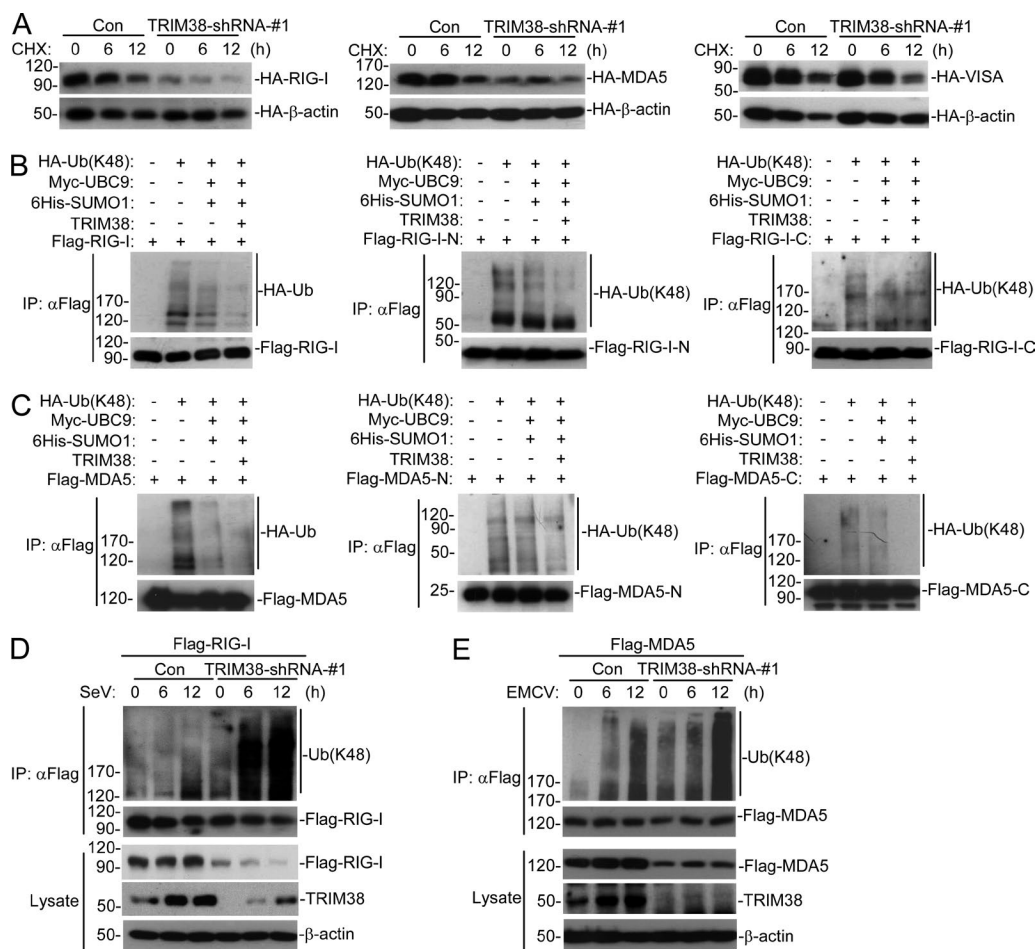 A
Con TRIM38-shRNA-#1
CHX: 0 6 12 0 6 12 (h)
120-
90-
-HA-RIG-I
50-
-HA-β-actin
Con TRIM38-shRNA-#1
CHX: 0 6 12 0 6 12 (h)
170-
120-
-HA-MDA5
50-
-HA-β-actin
Con TRIM38-shRNA-#1
CHX: 0 6 12 0 6 12 (h)
90-
50-
-HA-VISA
50-
-HA-β-actin
B
HA-Ub(K48): - + + +
Myc-UBC9: - - + +
6His-SUMO1: - - + +
TRIM38: - - - +
Flag-RIG-I: + + + +
IP: αFlag
170-
120-
-HA-Ub
120-
90-
-Flag-RIG-I
HA-Ub(K48): - + + +
Myc-UBC9: - - + +
6His-SUMO1: - - + +
TRIM38: - - - +
Flag-RIG-I-N: + + + +
IP: αFlag
120-
90-
50-
-HA-Ub(K48)
50-
-Flag-RIG-I-N
HA-Ub(K48): - + + +
Myc-UBC9: - - + +
6His-SUMO1: - - + +
TRIM38: - - - +
Flag-RIG-I-C: + + + +
IP: αFlag
170-
120-
-HA-Ub(K48)
90-
-Flag-RIG-I-C
C
HA-Ub(K48): - + + +
Myc-UBC9: - - + +
6His-SUMO1: - - + +
TRIM38: - - - +
Flag-MDA5: + + + +
IP: αFlag
170-
120-
-HA-Ub
120-
-Flag-MDA5
HA-Ub(K48): - + + +
Myc-UBC9: - - + +
6His-SUMO1: - - + +
TRIM38: - - - +
Flag-MDA5-N: + + + +
IP: αFlag
120-
90-
50-
-HA-Ub(K48)
25-
-Flag-MDA5-N
HA-Ub(K48): - + + +
Myc-UBC9: - - + +
6His-SUMO1: - - + +
TRIM38: - - - +
Flag-MDA5-C: + + + +
IP: αFlag
170-
120-
-HA-Ub(K48)
120-
90-
-Flag-MDA5-C
D
Flag-RIG-I
Con TRIM38-shRNA-#1
SeV: 0 6 12 0 6 12 (h)
IP: αFlag
170-
120-
-Ub(K48)
120-
90-
-Flag-RIG-I
Lysate
120-
90-
-Flag-RIG-I
50-
-TRIM38
50-
-β-actin
E
Flag-MDA5
Con TRIM38-shRNA-#1
EMCV: 0 6 12 0 6 12 (h)
IP: αFlag
170-
-Ub(K48)
170-
120-
-Flag-MDA5
Lysate
120-
-Flag-MDA5
50-
-TRIM38
50-
-β-actin